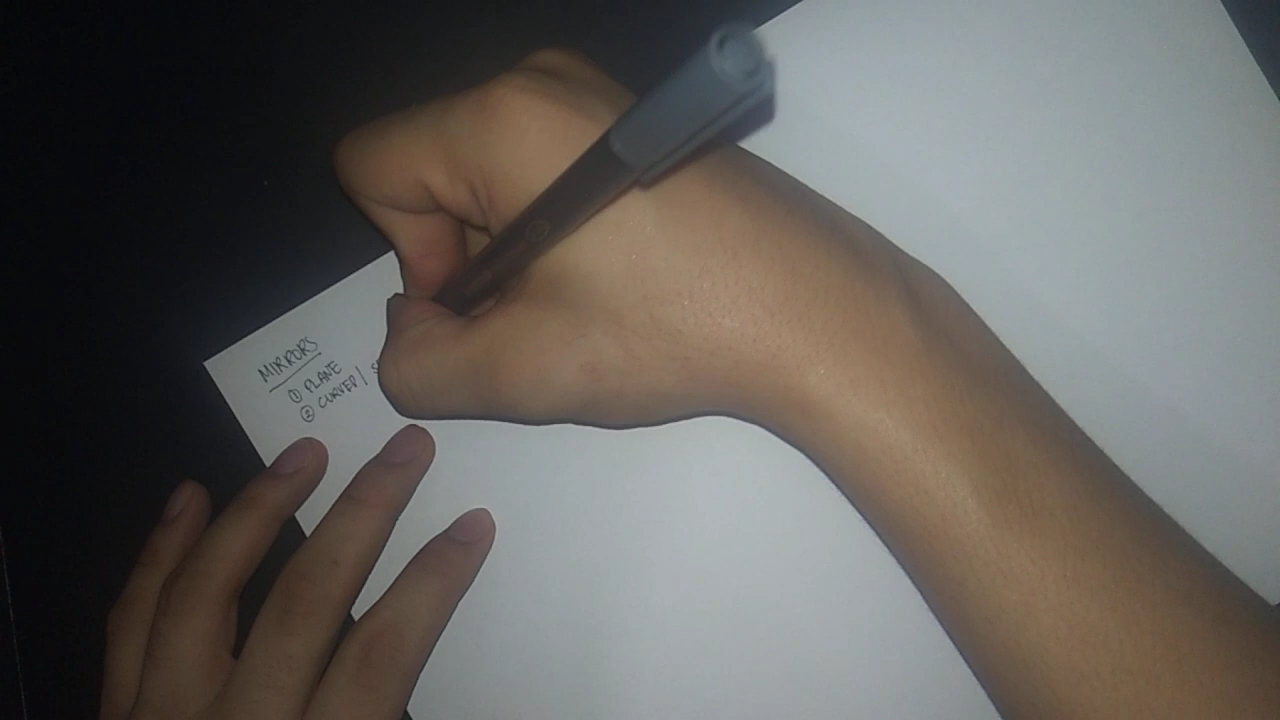 MIRRORS
① PLANE
② CURVED /